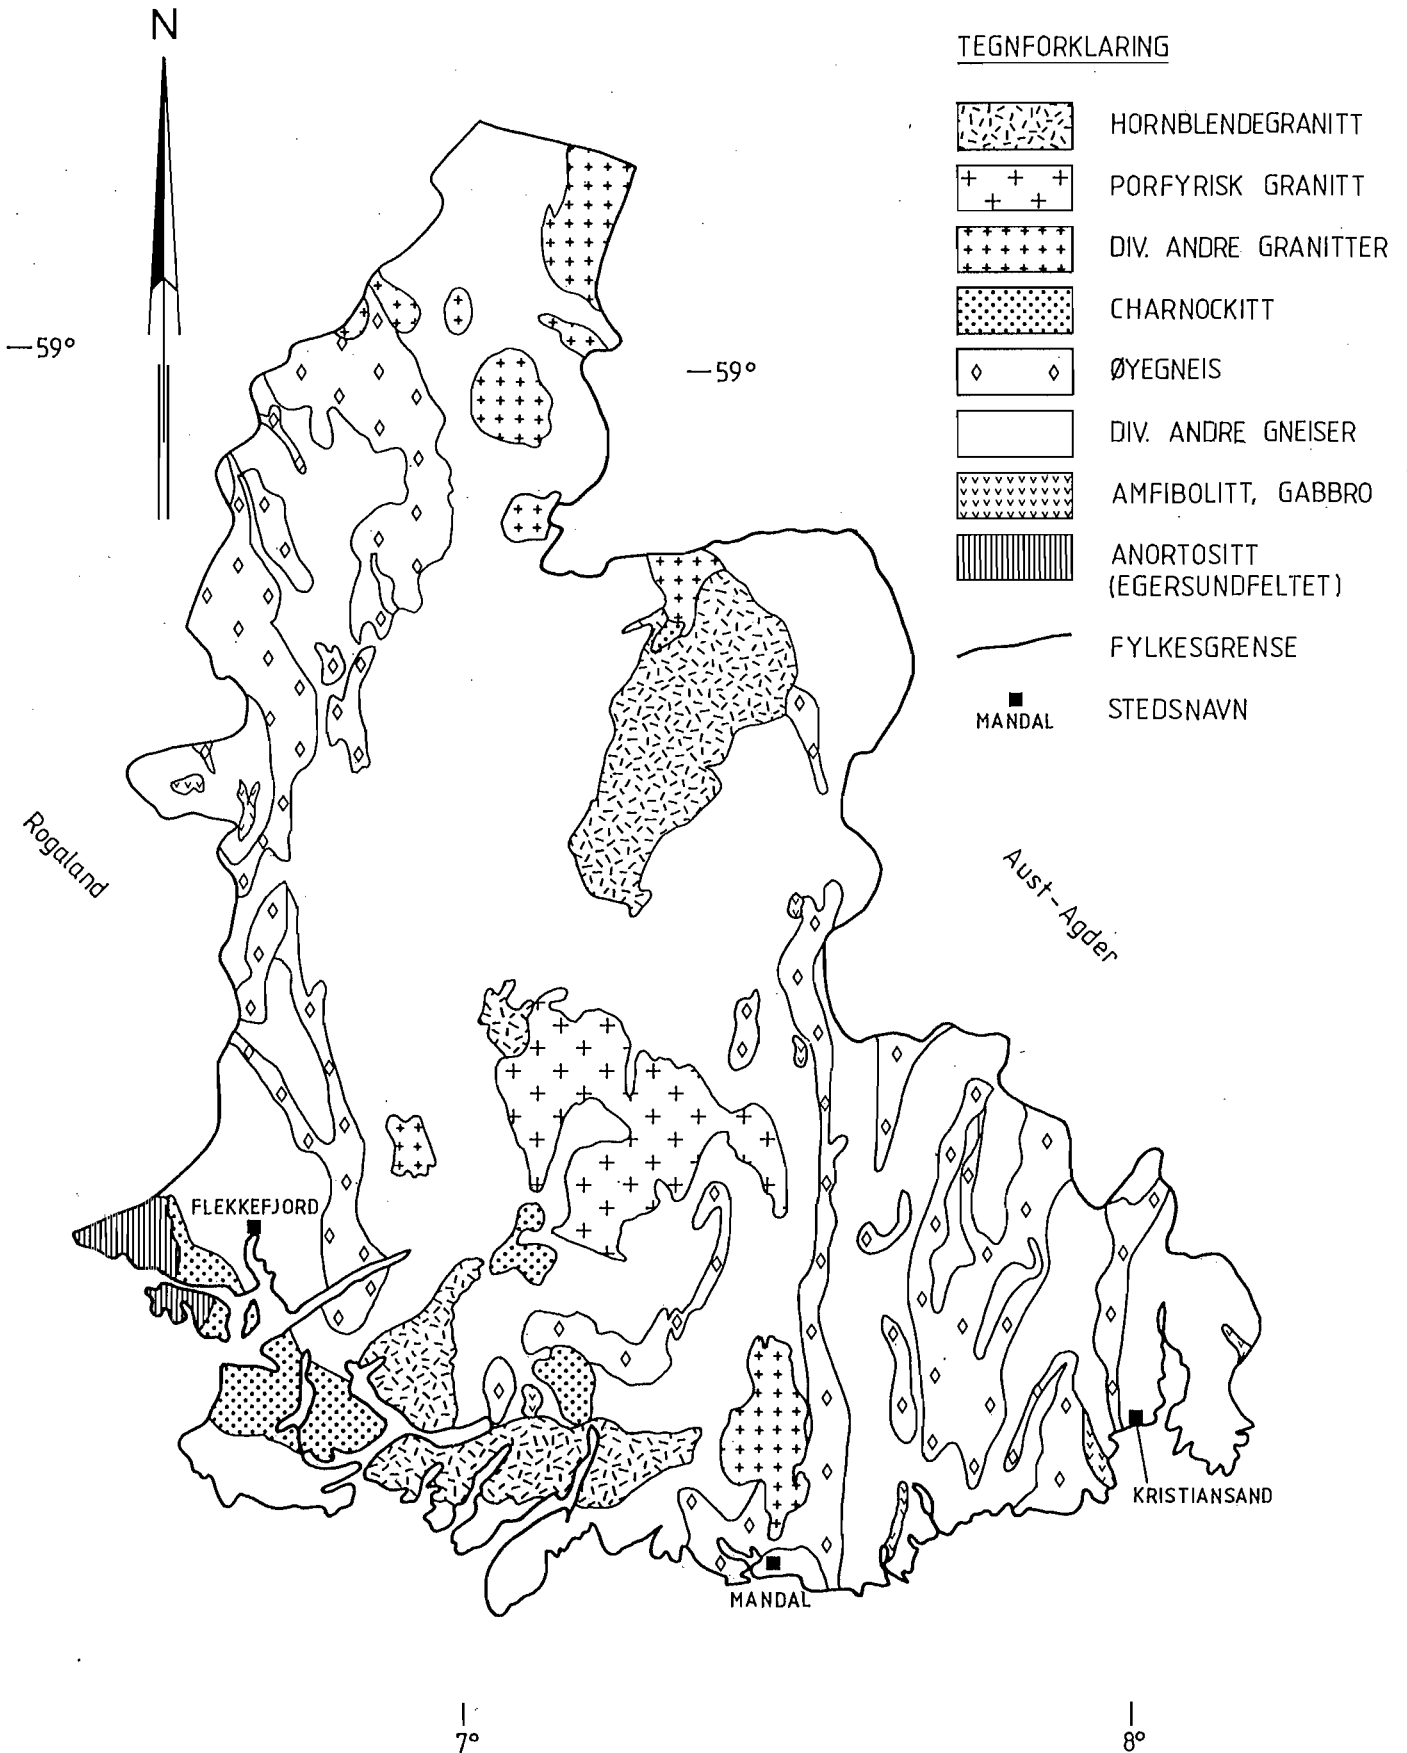 N
TEGNFORKLARING
HORNBLENDEGRANITT
PORFYRISK GRANITT
DIV. ANDRE GRANITTER
CHARNOCKITT
ØYEGNEIS
DIV. ANDRE GNEISER
AMFIBOLITT, GABBRO
ANORTOSITT
(EGERSUNDFELTET)
FYLKESGRENSE
MANDAL
STEDSNAVN
—59°
—59°
Rogaland
Aust-Agder
FLEKKEFJORD
KRISTIANSAND
MANDAL
7°
8°